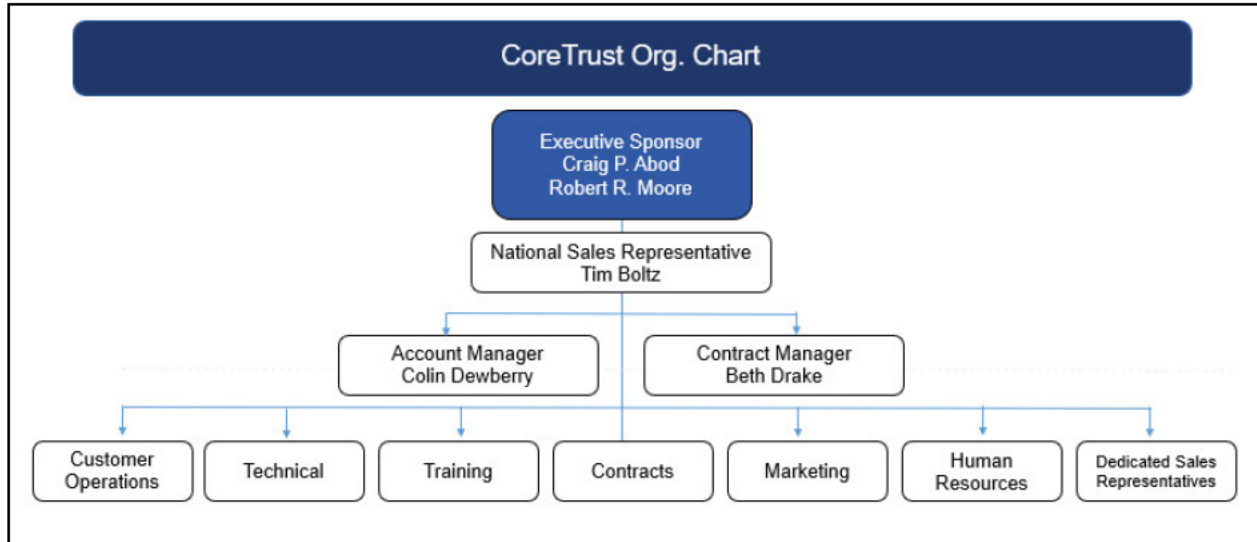 CoreTrust Org. Chart
Executive Sponsor
Craig P. Abod
Robert R. Moore
National Sales Representative
Tim Boltz
Account Manager
Colin Dewberry
Contract Manager
Beth Drake
Customer
Operations
Technical
Training
Contracts
Marketing
Human
Resources
Dedicated Sales
Representatives